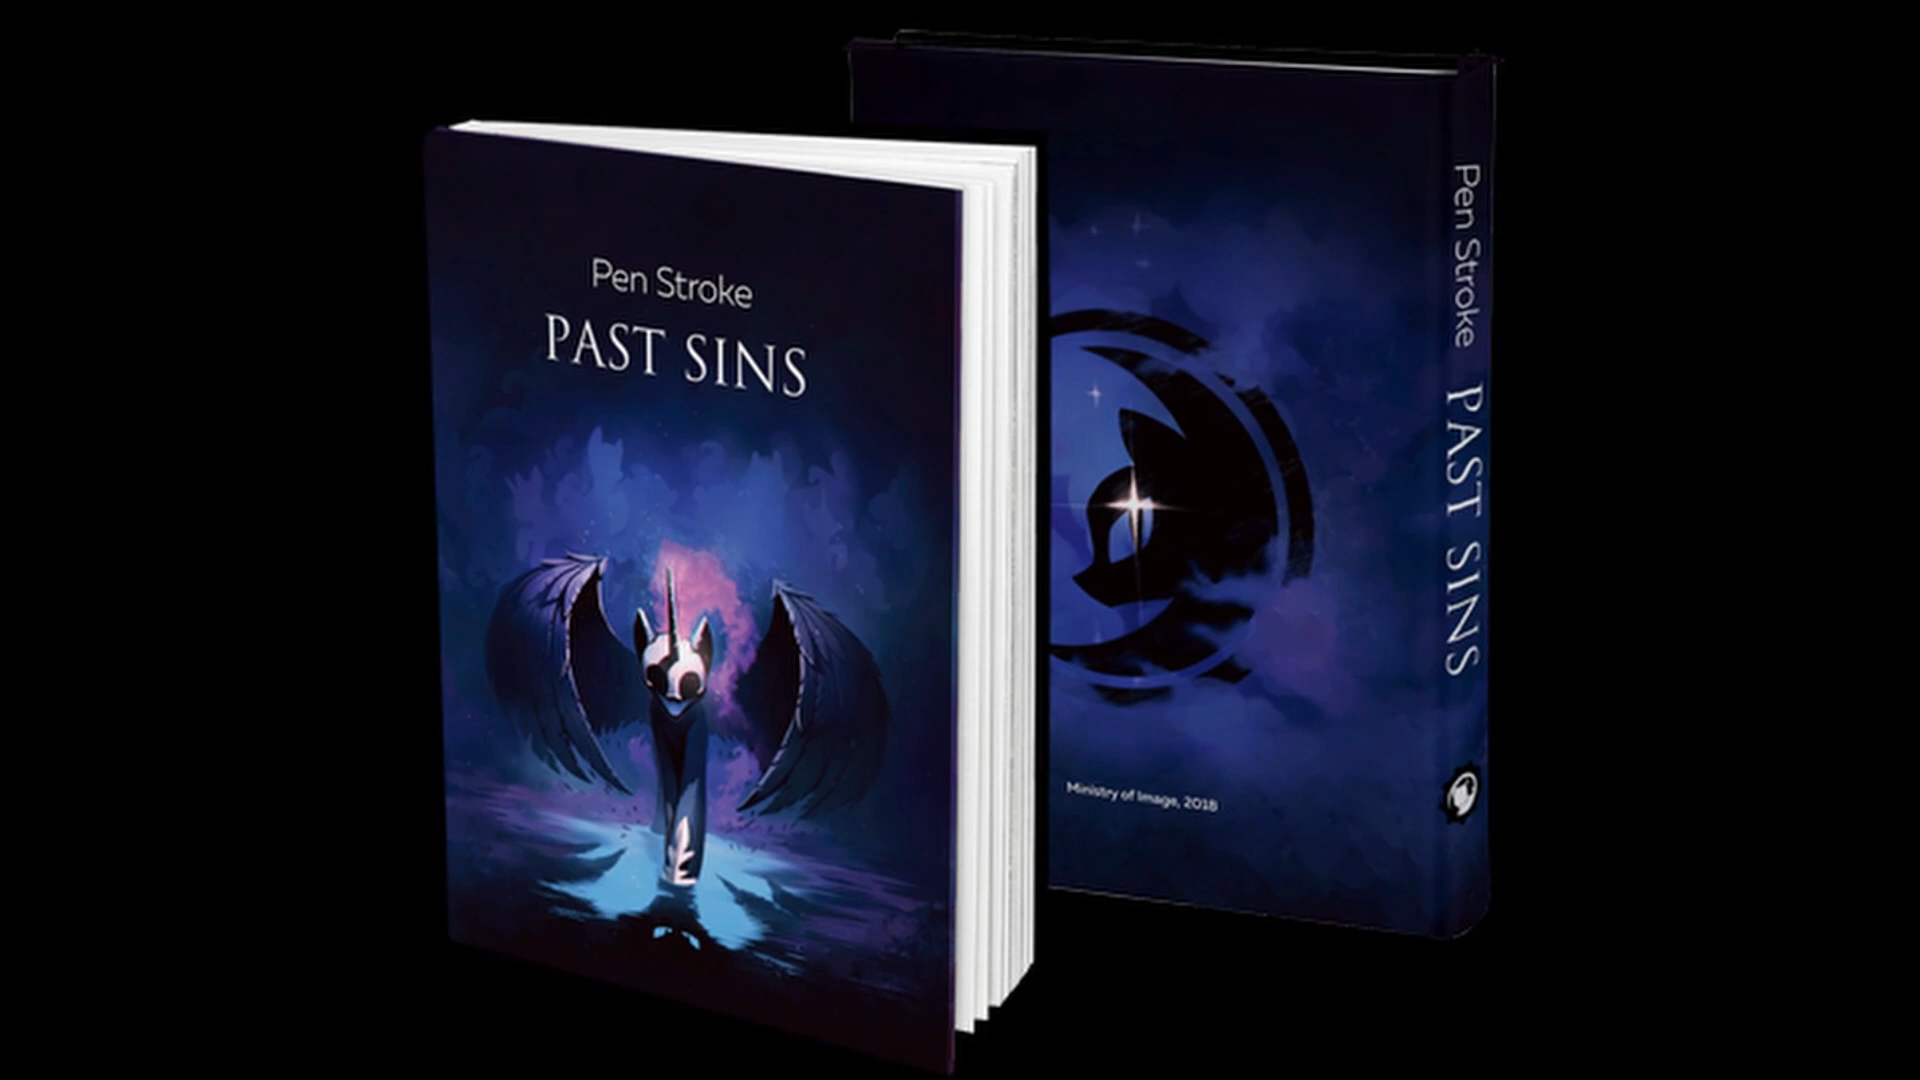 Pen Stroke
PAST SINS
Pen Stroke PAST SINS
Ministry of Image, 2018